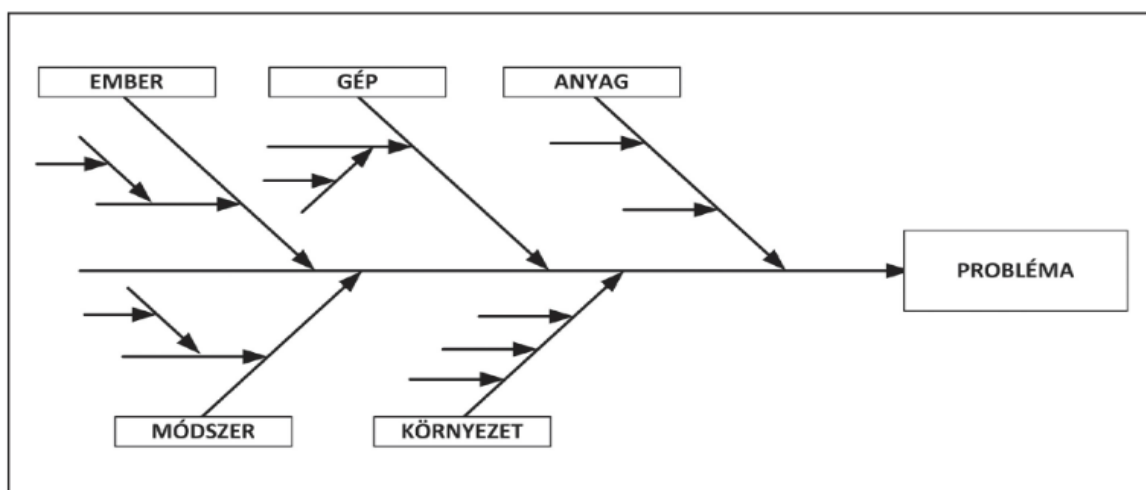 EMBER
GÉP
ANYAG
PROBLÉMA
MÓDSZER
KÖRNYEZET